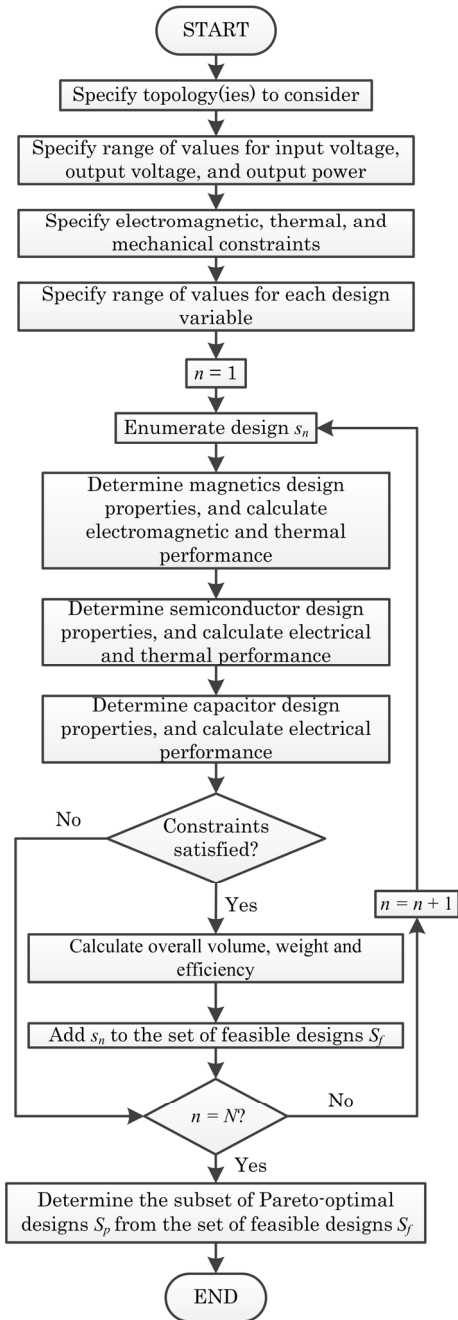 START
Specify topology(ies) to consider
Specify range of values for input voltage,
output voltage, and output power
Specify electromagnetic, thermal, and
mechanical constraints
Specify range of values for each design
variable
n = 1
Enumerate design sₙ
Determine magnetics design
properties, and calculate
electromagnetic and thermal
performance
Determine semiconductor design
properties, and calculate electrical
and thermal performance
Determine capacitor design
properties, and calculate electrical
performance
No
Constraints
satisfied?
Yes
n = n + 1
Calculate overall volume, weight and
efficiency
Add sₙ to the set of feasible designs S_f
n = N?
No
Yes
Determine the subset of Pareto-optimal
designs Sₚ from the set of feasible designs S_f
END